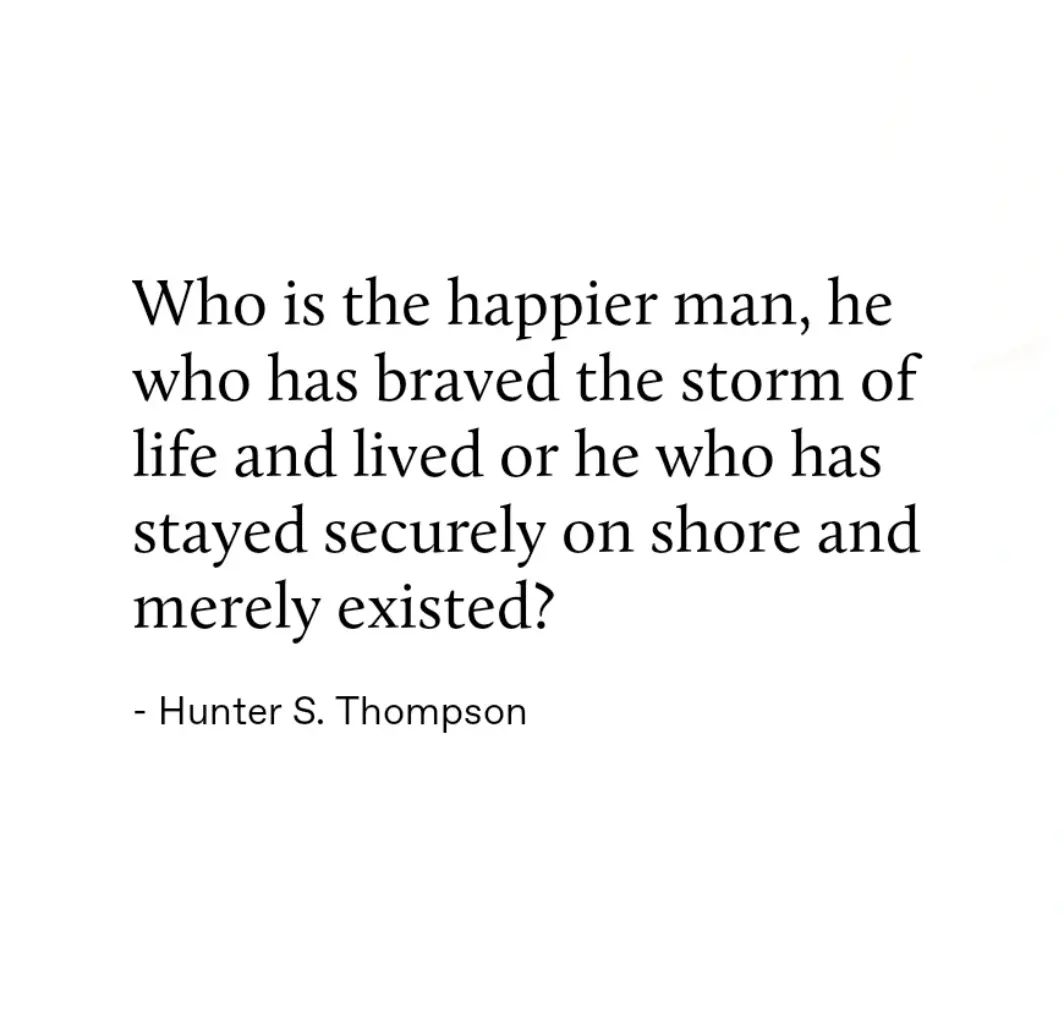 Who is the happier man, he
who has braved the storm of
life and lived or he who has
stayed securely on shore and
merely existed?
- Hunter S. Thompson